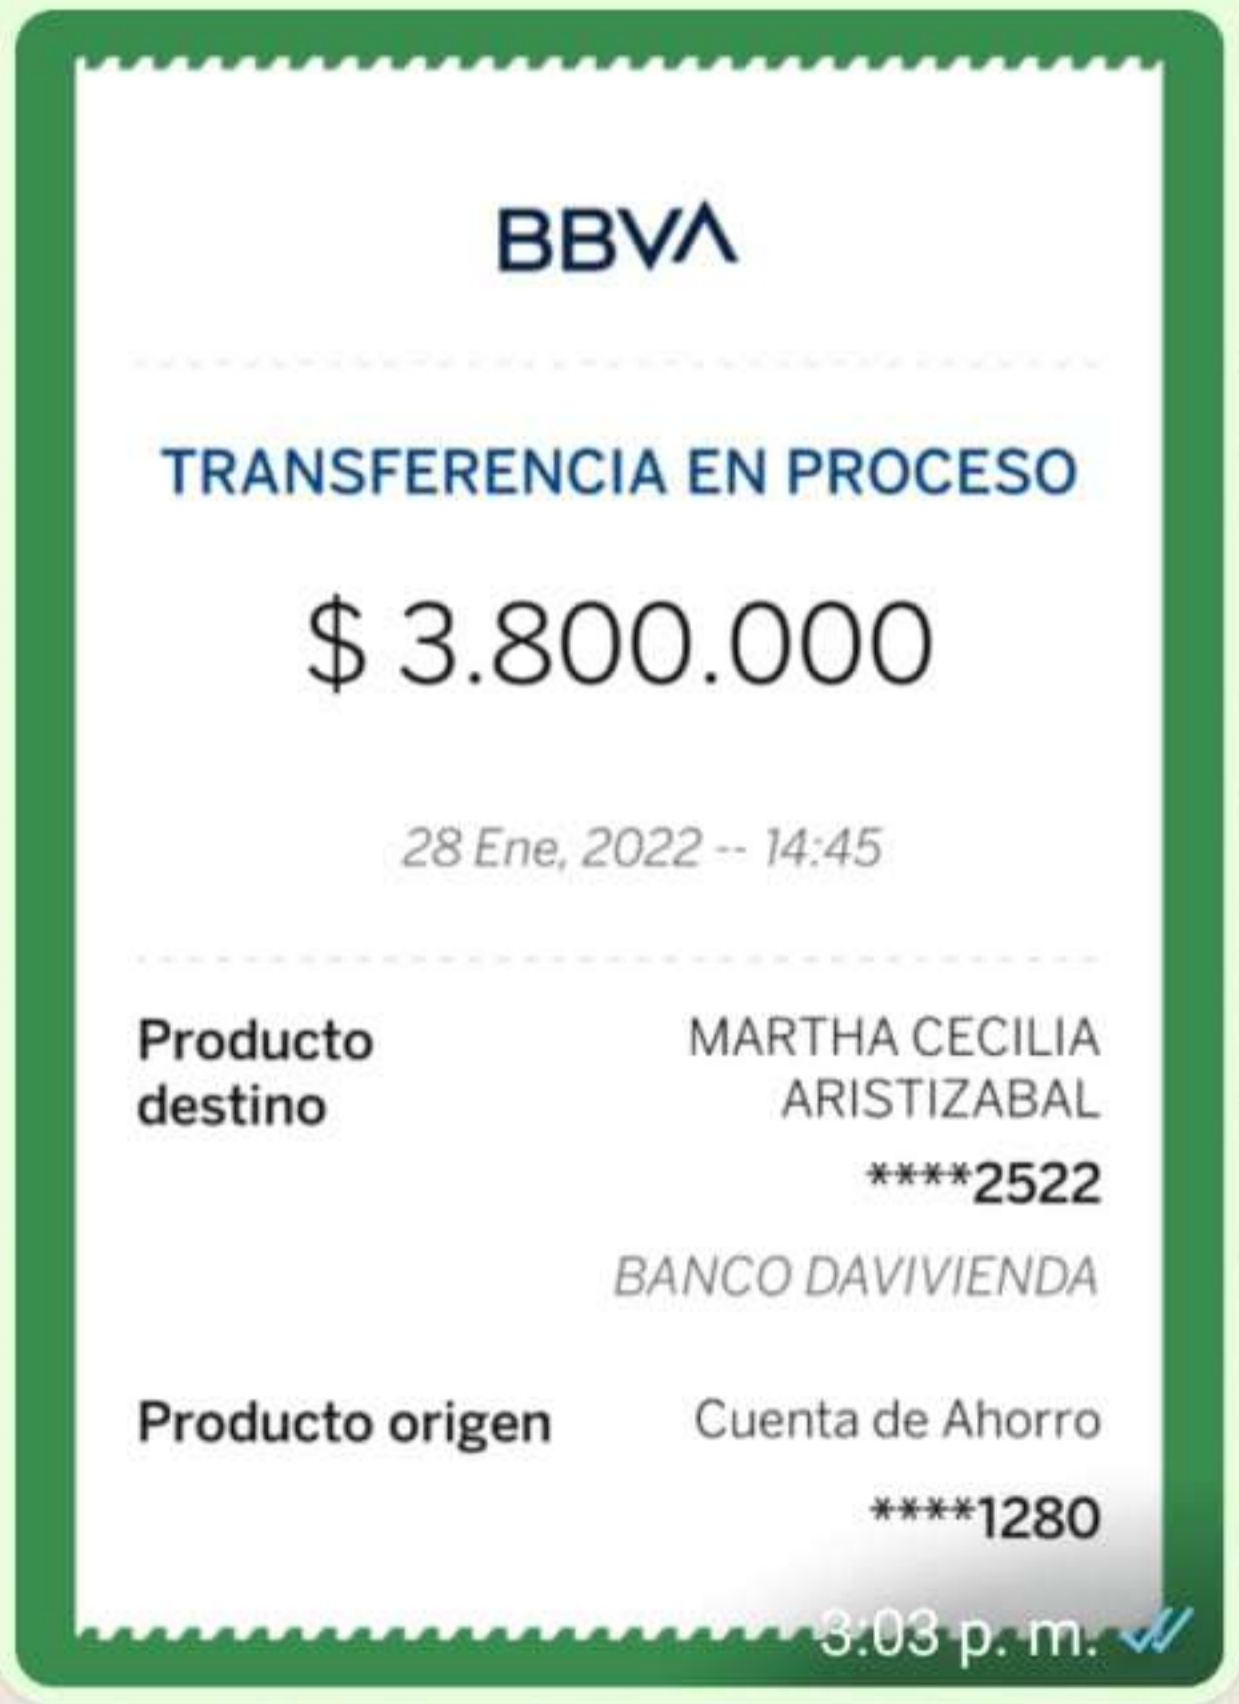 BBVA
TRANSFERENCIA EN PROCESO
$ 3.800.000
28 Ene, 2022 -- 14:45
Producto destino
MARTHA CECILIA
ARISTIZABAL
****2522
BANCO DAVIVIENDA
Producto origen
Cuenta de Ahorro
****1280
3:03 p. m.